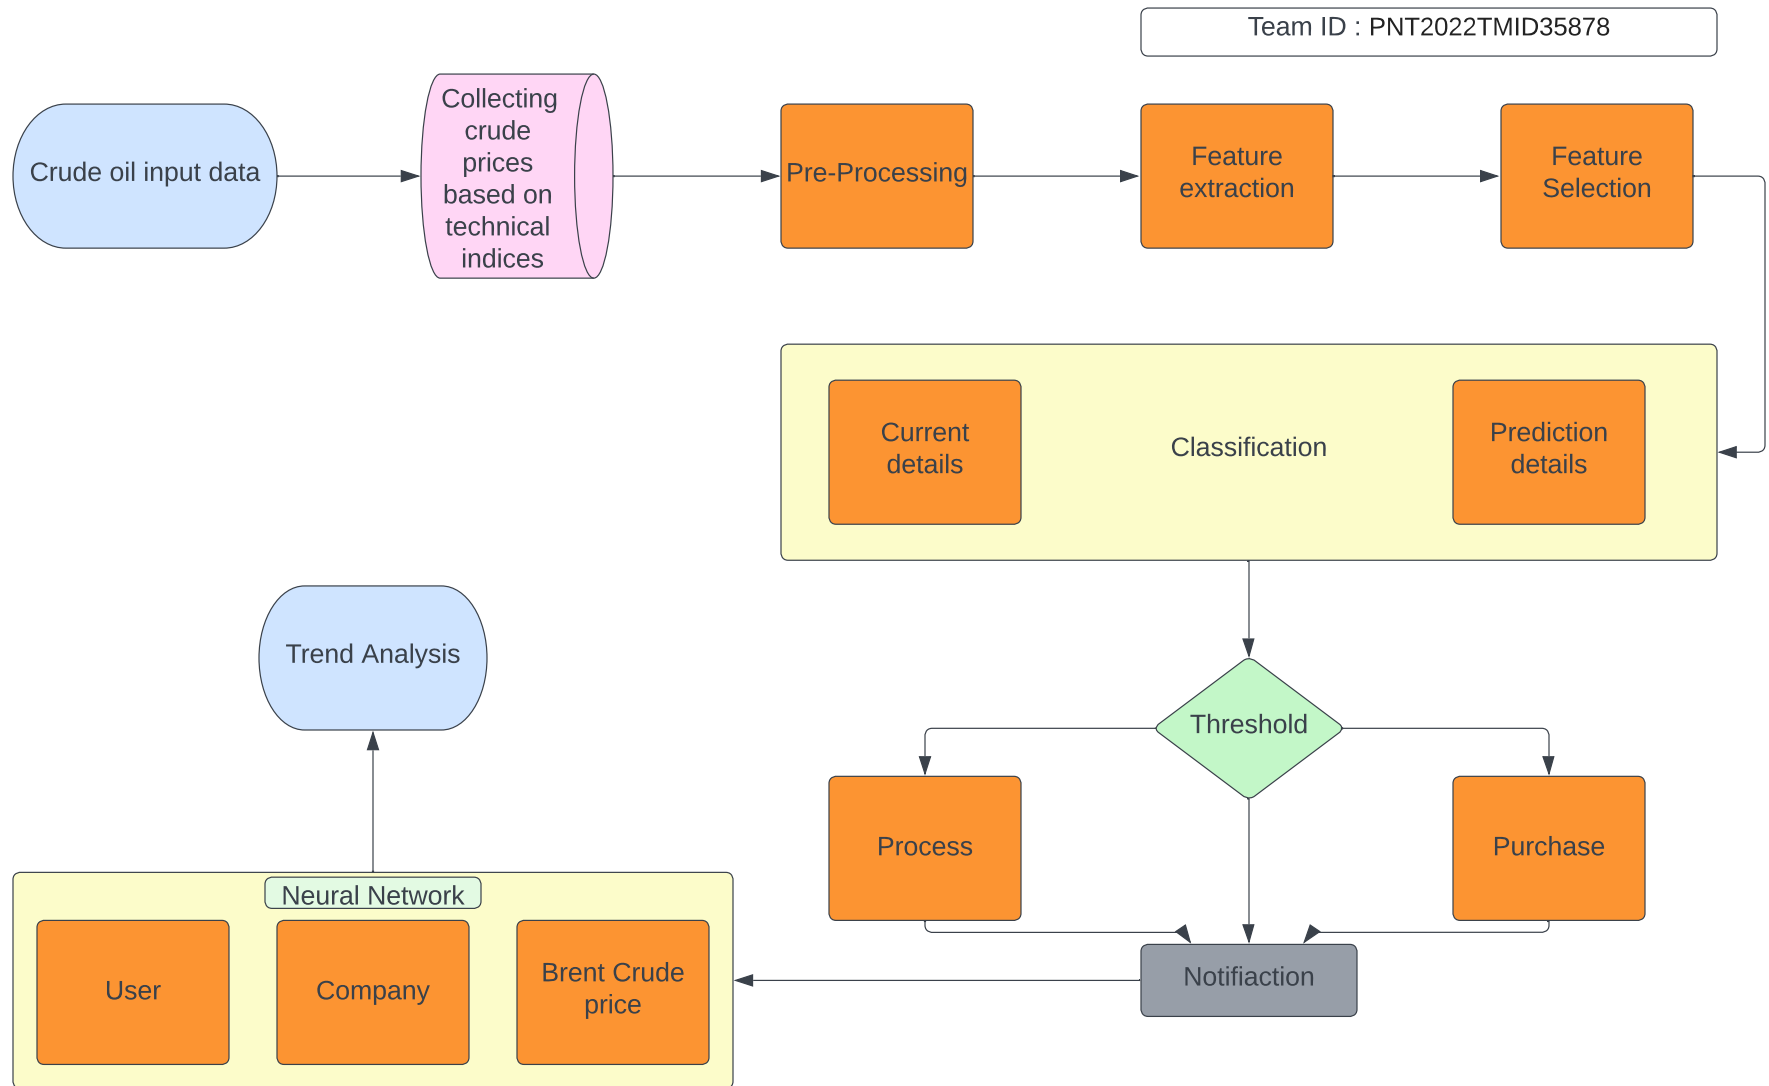 Team ID : PNT2022TMID35878
Crude oil input data
Collecting
crude
prices
based on
technical
indices
Pre-Processing
Feature
extraction
Feature
Selection
Current
details
Classification
Prediction
details
Trend Analysis
Threshold
Process
Purchase
Neural Network
User
Company
Brent Crude
price
Notifiaction